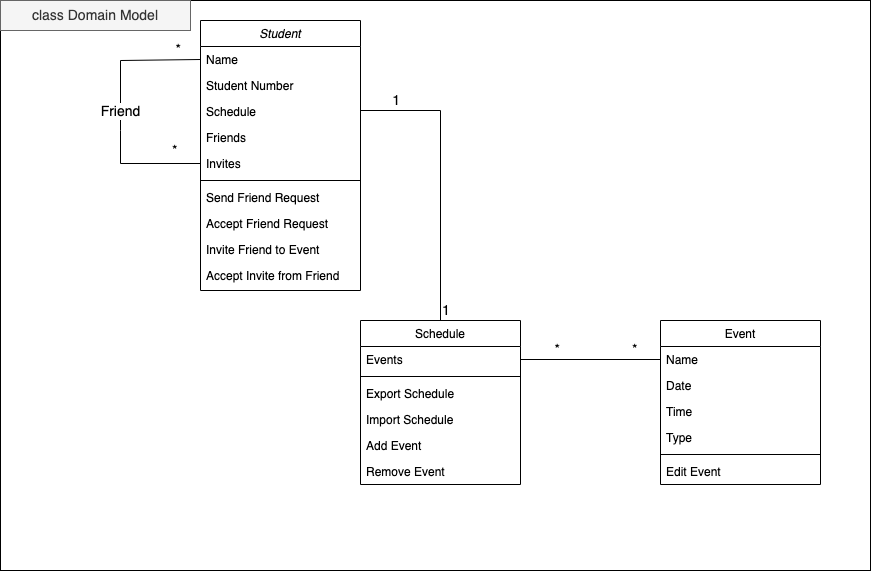 class Domain Model
Student
*
Name
Student Number
1
Schedule
Friend
Friends
*
Invites
Send Friend Request
Accept Friend Request
Invite Friend to Event
Accept Invite from Friend
1
Schedule
Event
*
*
Events
Name
Date
Export Schedule
Time
Import Schedule
Type
Add Event
Remove Event
Edit Event